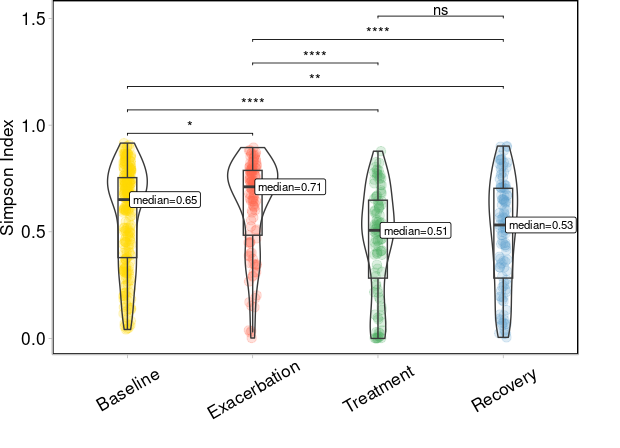 1.5
1.0
0.5
0.0
Simpson Index
ns
****
****
**
****
*
median=0.65
median=0.71
median=0.51
median=0.53
Baseline
Exacerbation
Treatment
Recovery